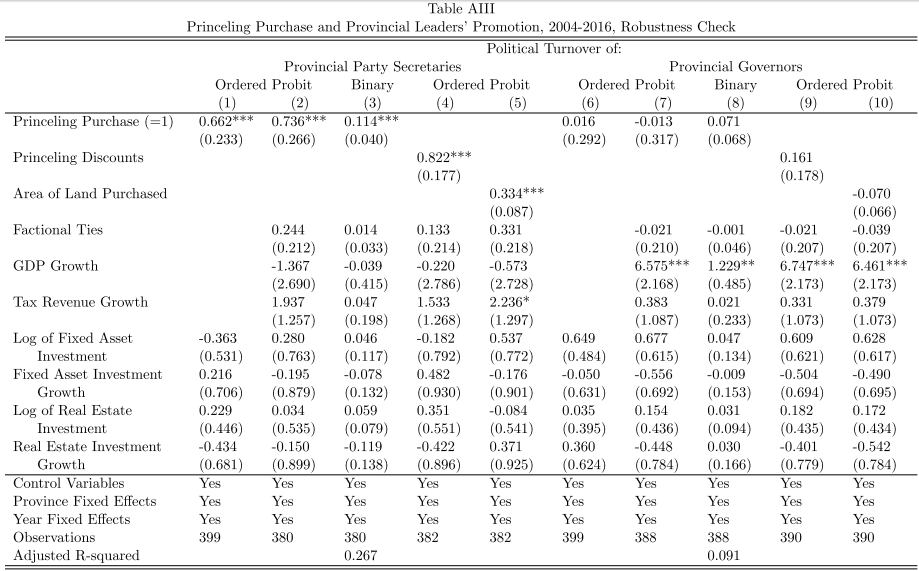 Table AIII
Princeling Purchase and Provincial Leaders' Promotion, 2004-2016, Robustness Check
Political Turnover of:
Provincial Party Secretaries Provincial Governors
Ordered Probit Binary Ordered Probit Ordered Probit Binary Ordered Probit
(1) (2) (3) (4) (5) (6) (7) (8) (9) (10)
Princeling Purchase (=1) 0.662*** 0.736*** 0.114*** 0.016 -0.013 0.071
(0.233) (0.266) (0.040) (0.292) (0.317) (0.068)
Princeling Discounts 0.822*** 0.161
(0.177) (0.178)
Area of Land Purchased 0.334*** -0.070
(0.087) (0.066)
Factional Ties 0.244 0.014 0.133 0.331 -0.021 -0.001 -0.021 -0.039
(0.212) (0.033) (0.214) (0.218) (0.210) (0.046) (0.207) (0.207)
GDP Growth -1.367 -0.039 -0.220 -0.573 6.575*** 1.229** 6.747*** 6.461***
(2.690) (0.415) (2.786) (2.728) (2.168) (0.485) (2.173) (2.173)
Tax Revenue Growth 1.937 0.047 1.533 2.236* 0.383 0.021 0.331 0.379
(1.257) (0.198) (1.268) (1.297) (1.087) (0.233) (1.073) (1.073)
Log of Fixed Asset -0.363 0.280 0.046 -0.182 0.537 0.649 0.677 0.047 0.609 0.628
Investment (0.531) (0.763) (0.117) (0.792) (0.772) (0.484) (0.615) (0.134) (0.621) (0.617)
Fixed Asset Investment 0.216 -0.195 -0.078 0.482 -0.176 -0.050 -0.556 -0.009 -0.504 -0.490
Growth (0.706) (0.879) (0.132) (0.930) (0.901) (0.631) (0.692) (0.153) (0.694) (0.695)
Log of Real Estate 0.229 0.034 0.059 0.351 -0.084 0.035 0.154 0.031 0.182 0.172
Investment (0.446) (0.535) (0.079) (0.551) (0.541) (0.395) (0.436) (0.094) (0.435) (0.434)
Real Estate Investment -0.434 -0.150 -0.119 -0.422 0.371 0.360 -0.448 0.030 -0.401 -0.542
Growth (0.681) (0.899) (0.138) (0.896) (0.925) (0.624) (0.784) (0.166) (0.779) (0.784)
Control Variables Yes Yes Yes Yes Yes Yes Yes Yes Yes Yes
Province Fixed Effects Yes Yes Yes Yes Yes Yes Yes Yes Yes Yes
Year Fixed Effects Yes Yes Yes Yes Yes Yes Yes Yes Yes Yes
Observations 399 380 380 382 382 399 388 388 390 390
Adjusted R-squared 0.267 0.091